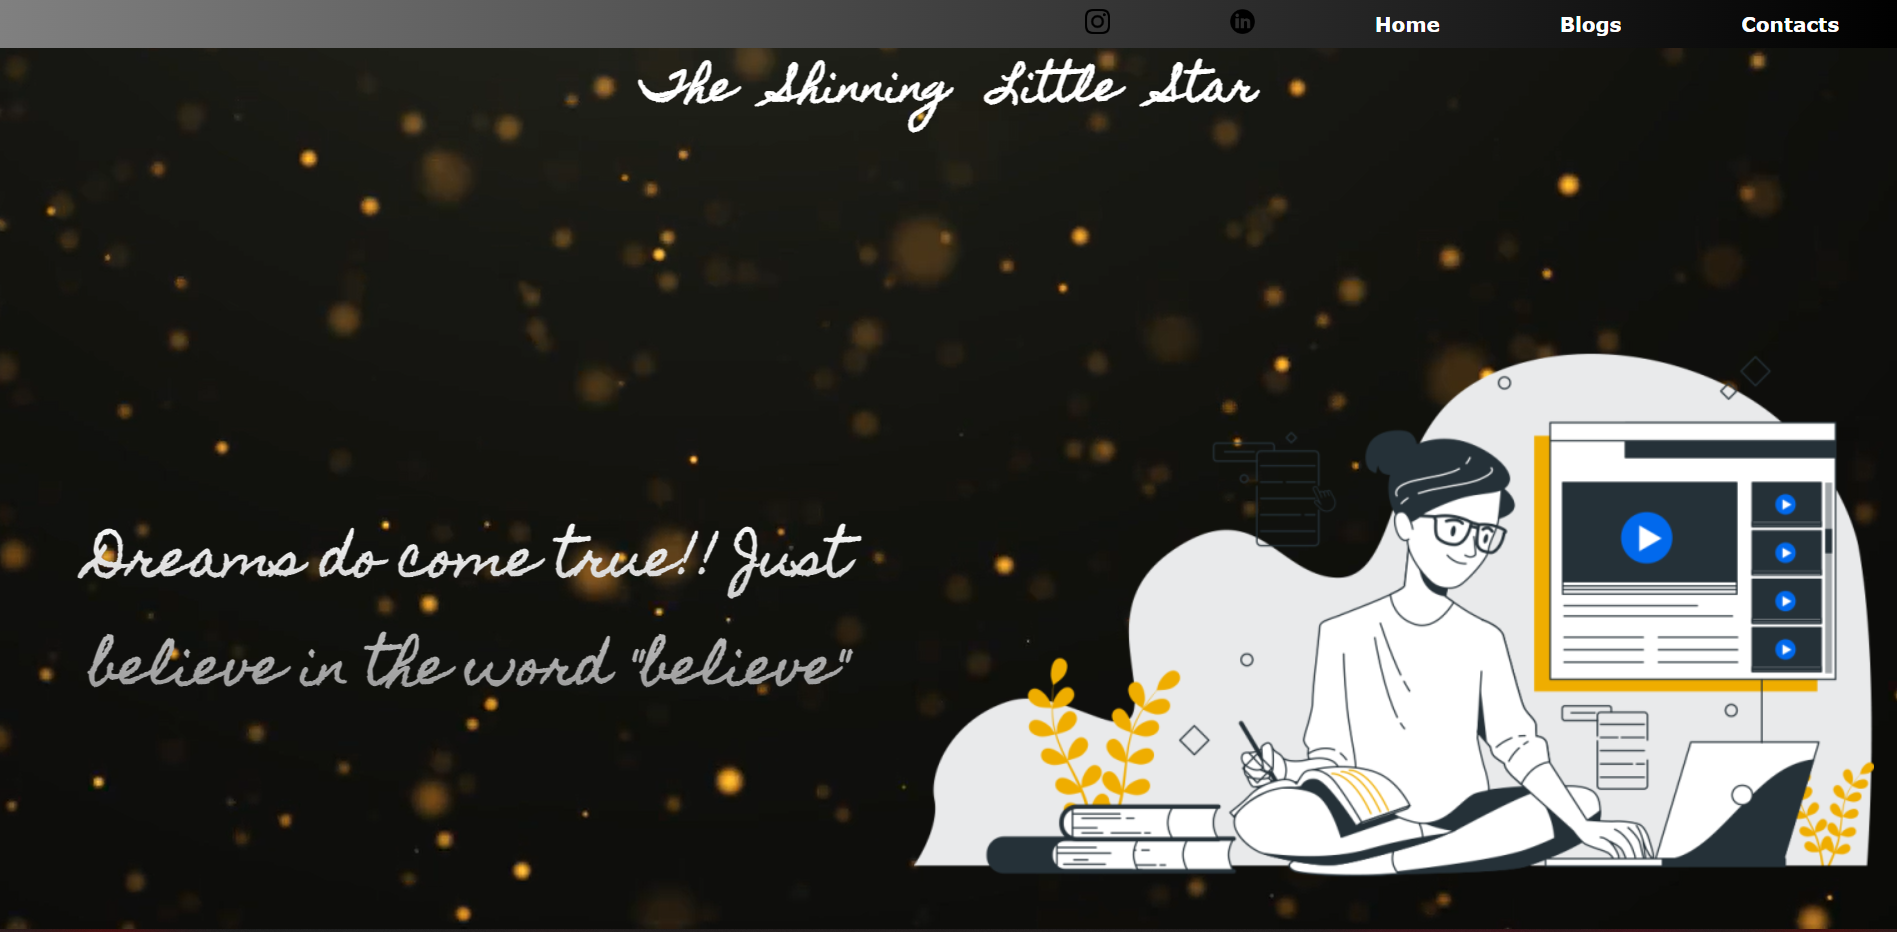 Home Blogs Contacts
The Shinning Little Star
Dreams do come true!! Just
believe in the word "believe"